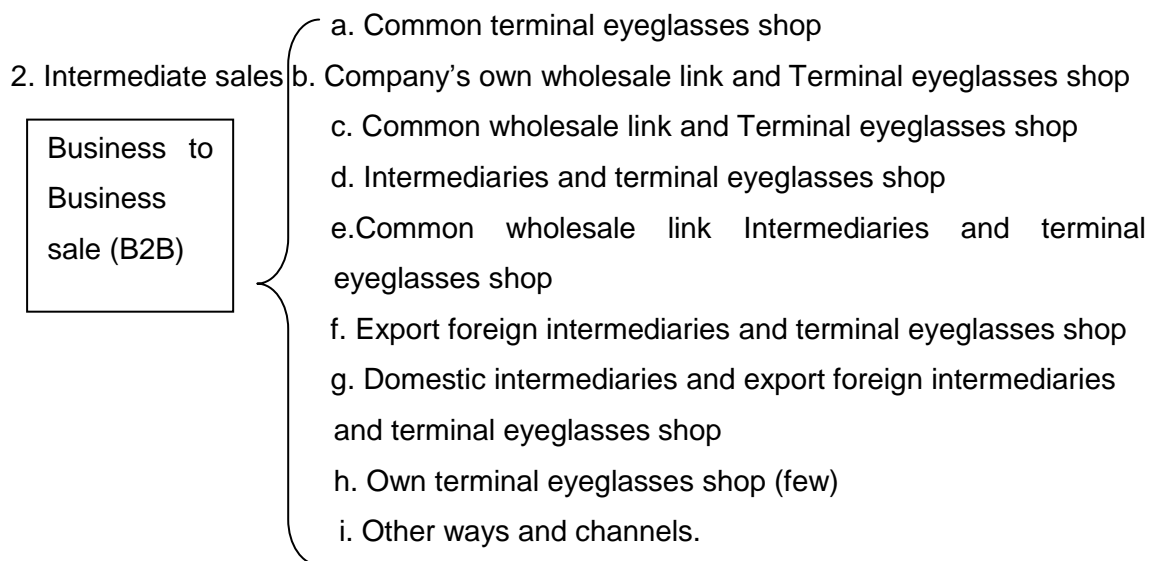 a. Common terminal eyeglasses shop
2. Intermediate sales b. Company’s own wholesale link and Terminal eyeglasses shop
Business to
Business
sale (B2B)
c. Common wholesale link and Terminal eyeglasses shop
d. Intermediaries and terminal eyeglasses shop
e.Common wholesale link Intermediaries and terminal
eyeglasses shop
f. Export foreign intermediaries and terminal eyeglasses shop
g. Domestic intermediaries and export foreign intermediaries
and terminal eyeglasses shop
h. Own terminal eyeglasses shop (few)
i. Other ways and channels.